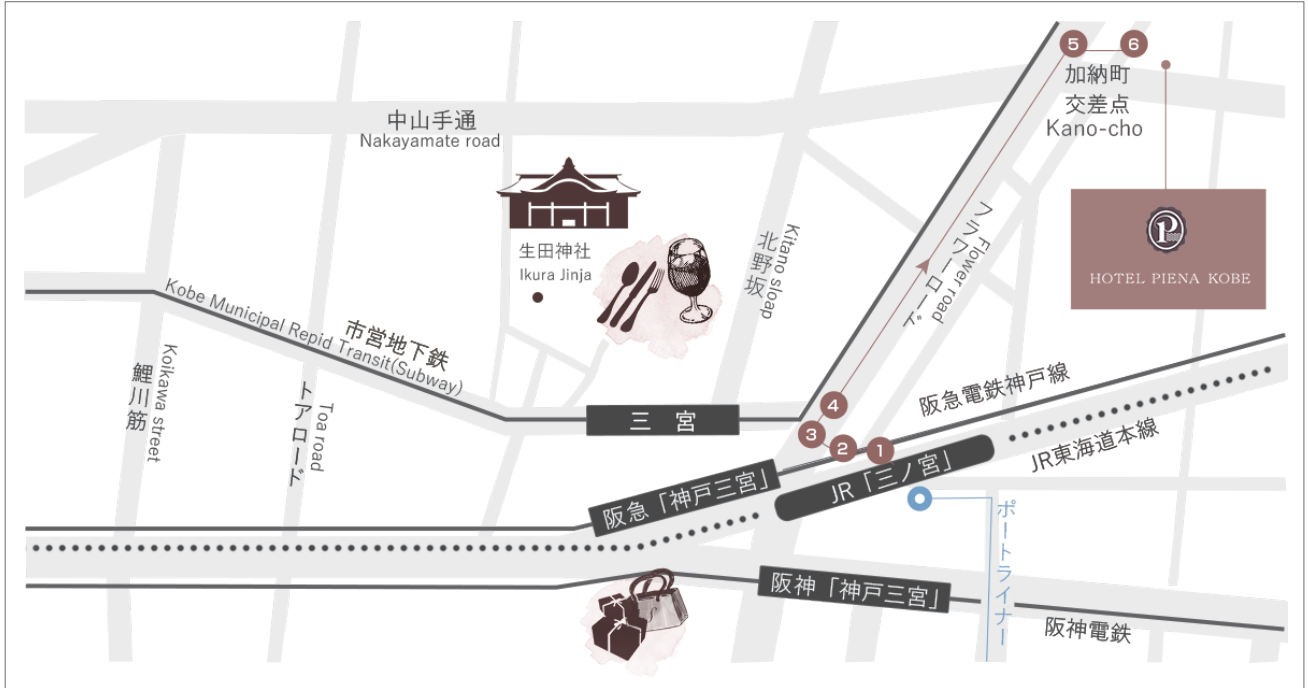 5
6
加納町
交差点
Kano-cho
中山手通
Nakayamate road
生田神社
Ikura Jinja
Kitano sloap
北野坂
Flower road
フラワーロード
P
HOTEL PIENA KOBE
Kobe Municipal Repid Transit(Subway)
市営地下鉄
Koikawa street
鯉川筋
Toa road
トアロード
三宮
4
3
2
1
阪急電鉄神戸線
JR東海道本線
JR「三ノ宮」
阪急「神戸三宮」
ポートライナー
阪神「神戸三宮」
阪神電鉄